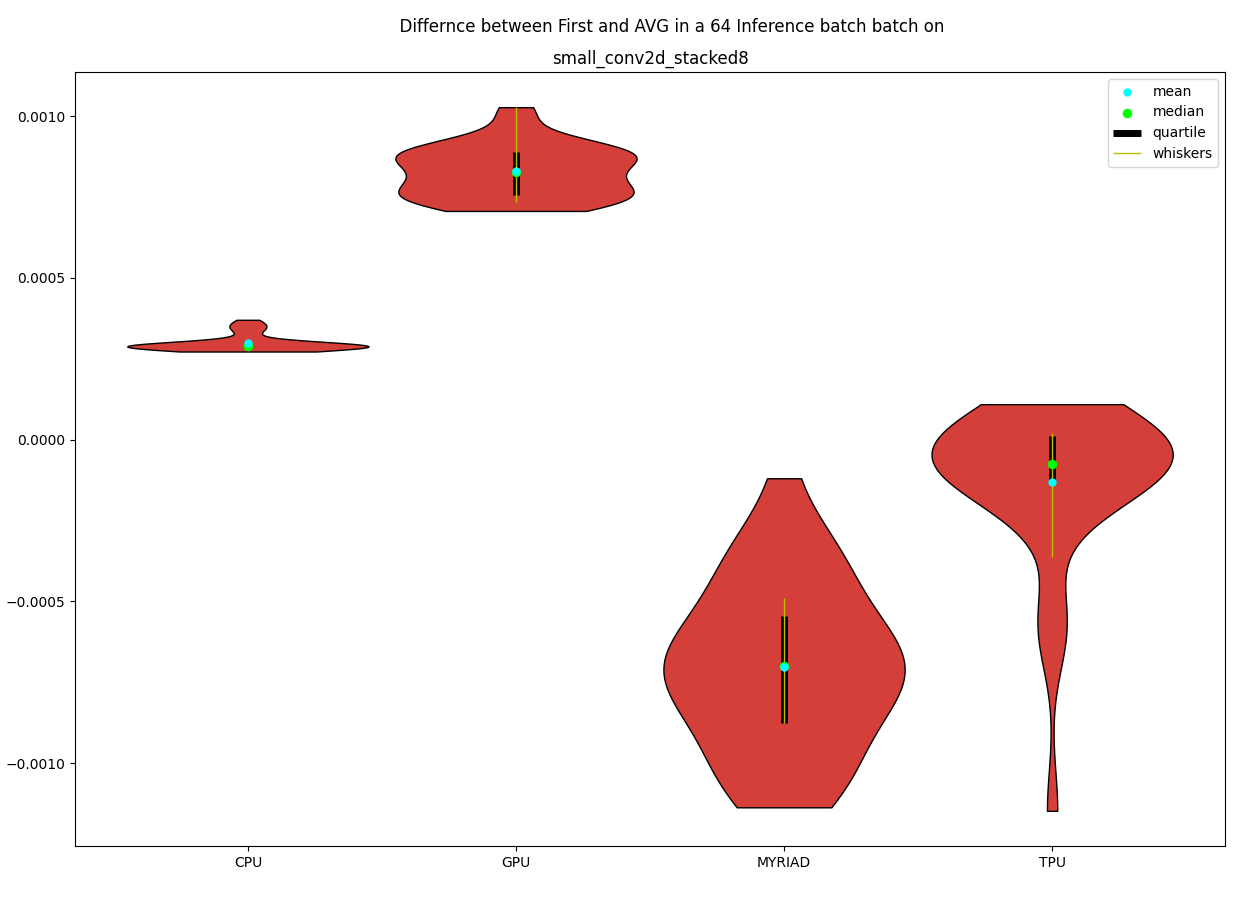 Differnce between First and AVG in a 64 Inference batch batch on
small_conv2d_stacked8
mean
median
quartile
whiskers
0.0010
0.0005
0.0000
−0.0005
−0.0010
CPU GPU MYRIAD TPU